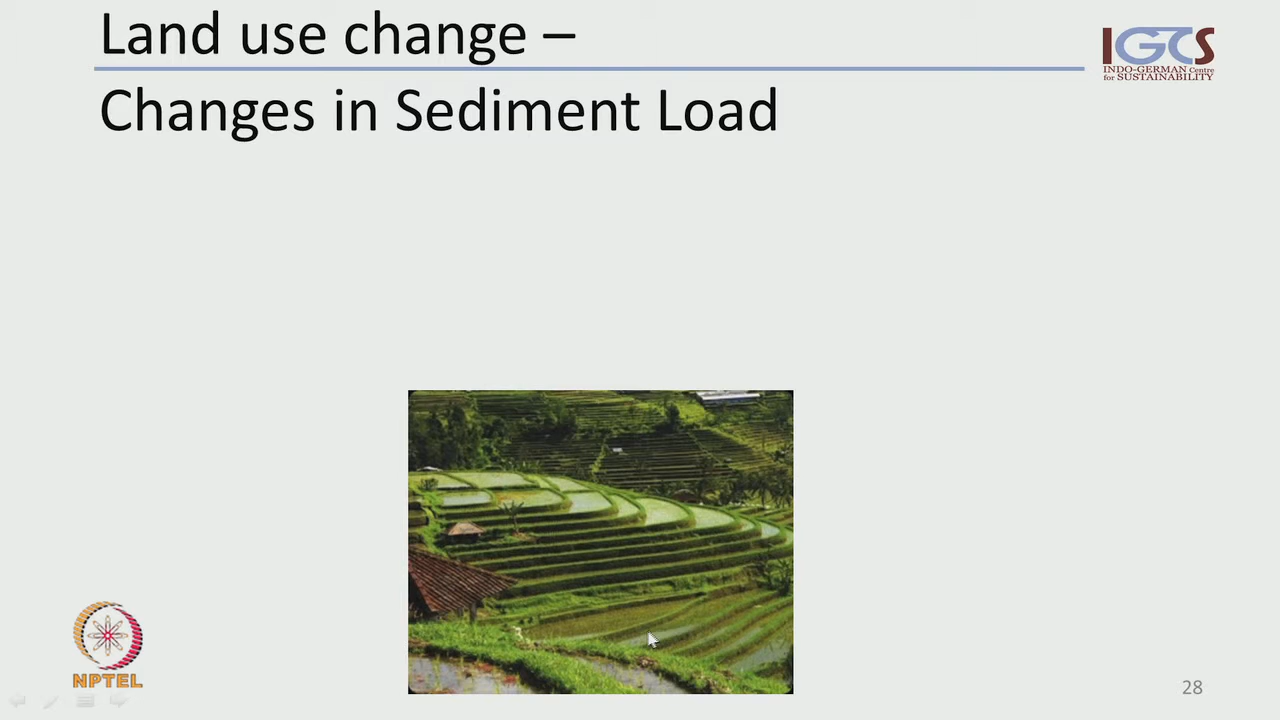 Land use change –
Changes in Sediment Load
IGCS
INDO-GERMAN Centre
for SUSTAINABILITY
NPTEL
28